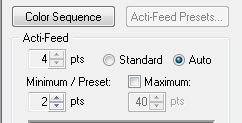 Color Sequence Acti-Feed Presets...
Acti-Feed
4 pts Standard Auto
Minimum / Preset: Maximum:
2 pts 40 pts